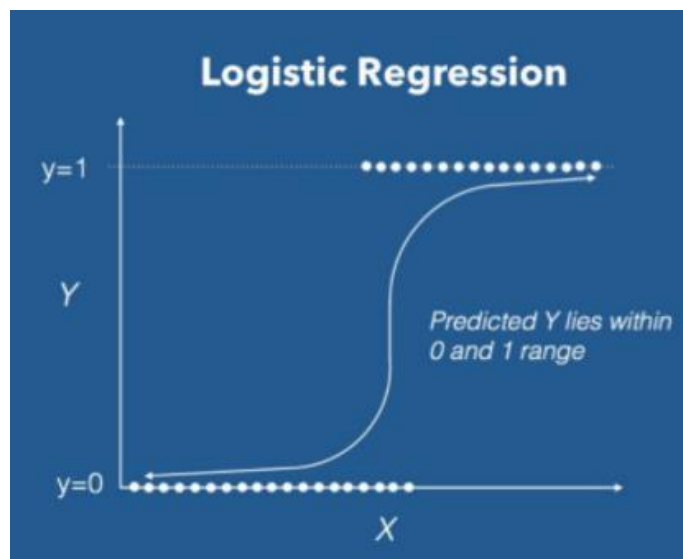 Logistic Regression
y=1
Y
Predicted Y lies within
0 and 1 range
y=0
X